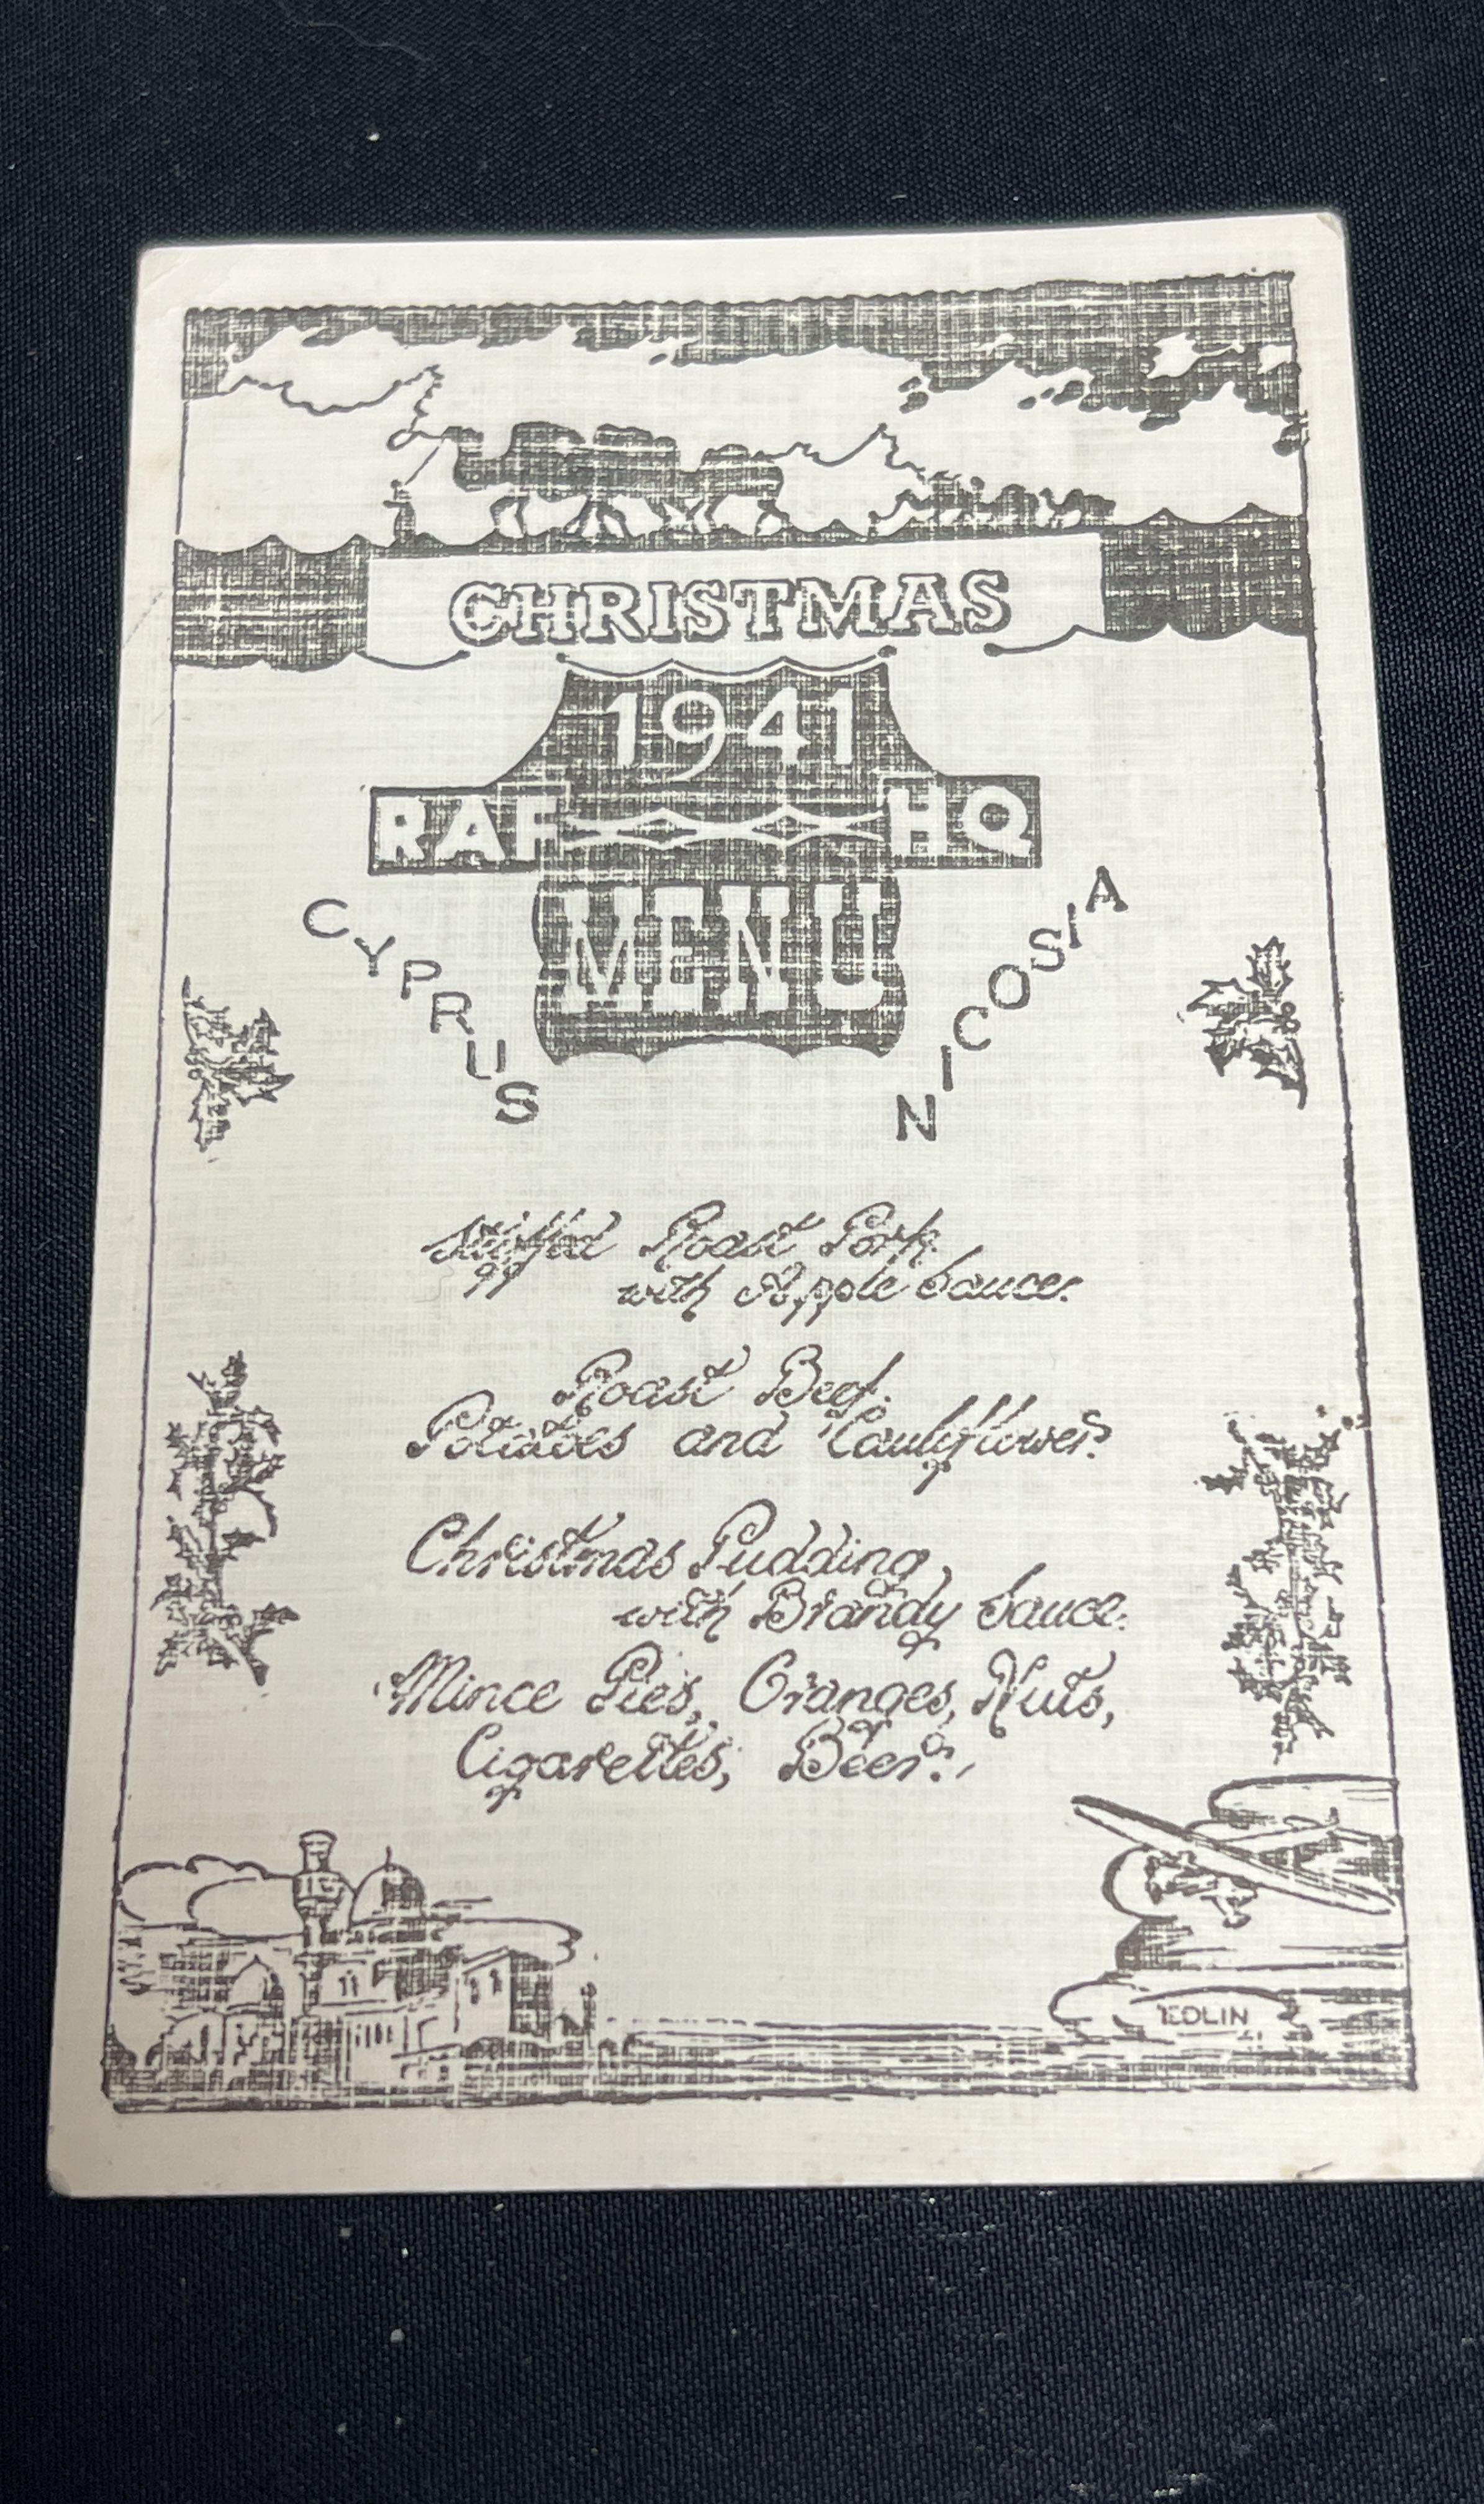 CHRISTMAS
1941
RAF HQ
MENU
CYPRUS
NICOSIA
Stuffed Roast Pork
with Apple Sauce.
Roast Beef.
Potatoes and Cauliflower.
Christmas Pudding
with Brandy Sauce.
Mince Pies, Oranges, Nuts,
Cigarettes, Beer.